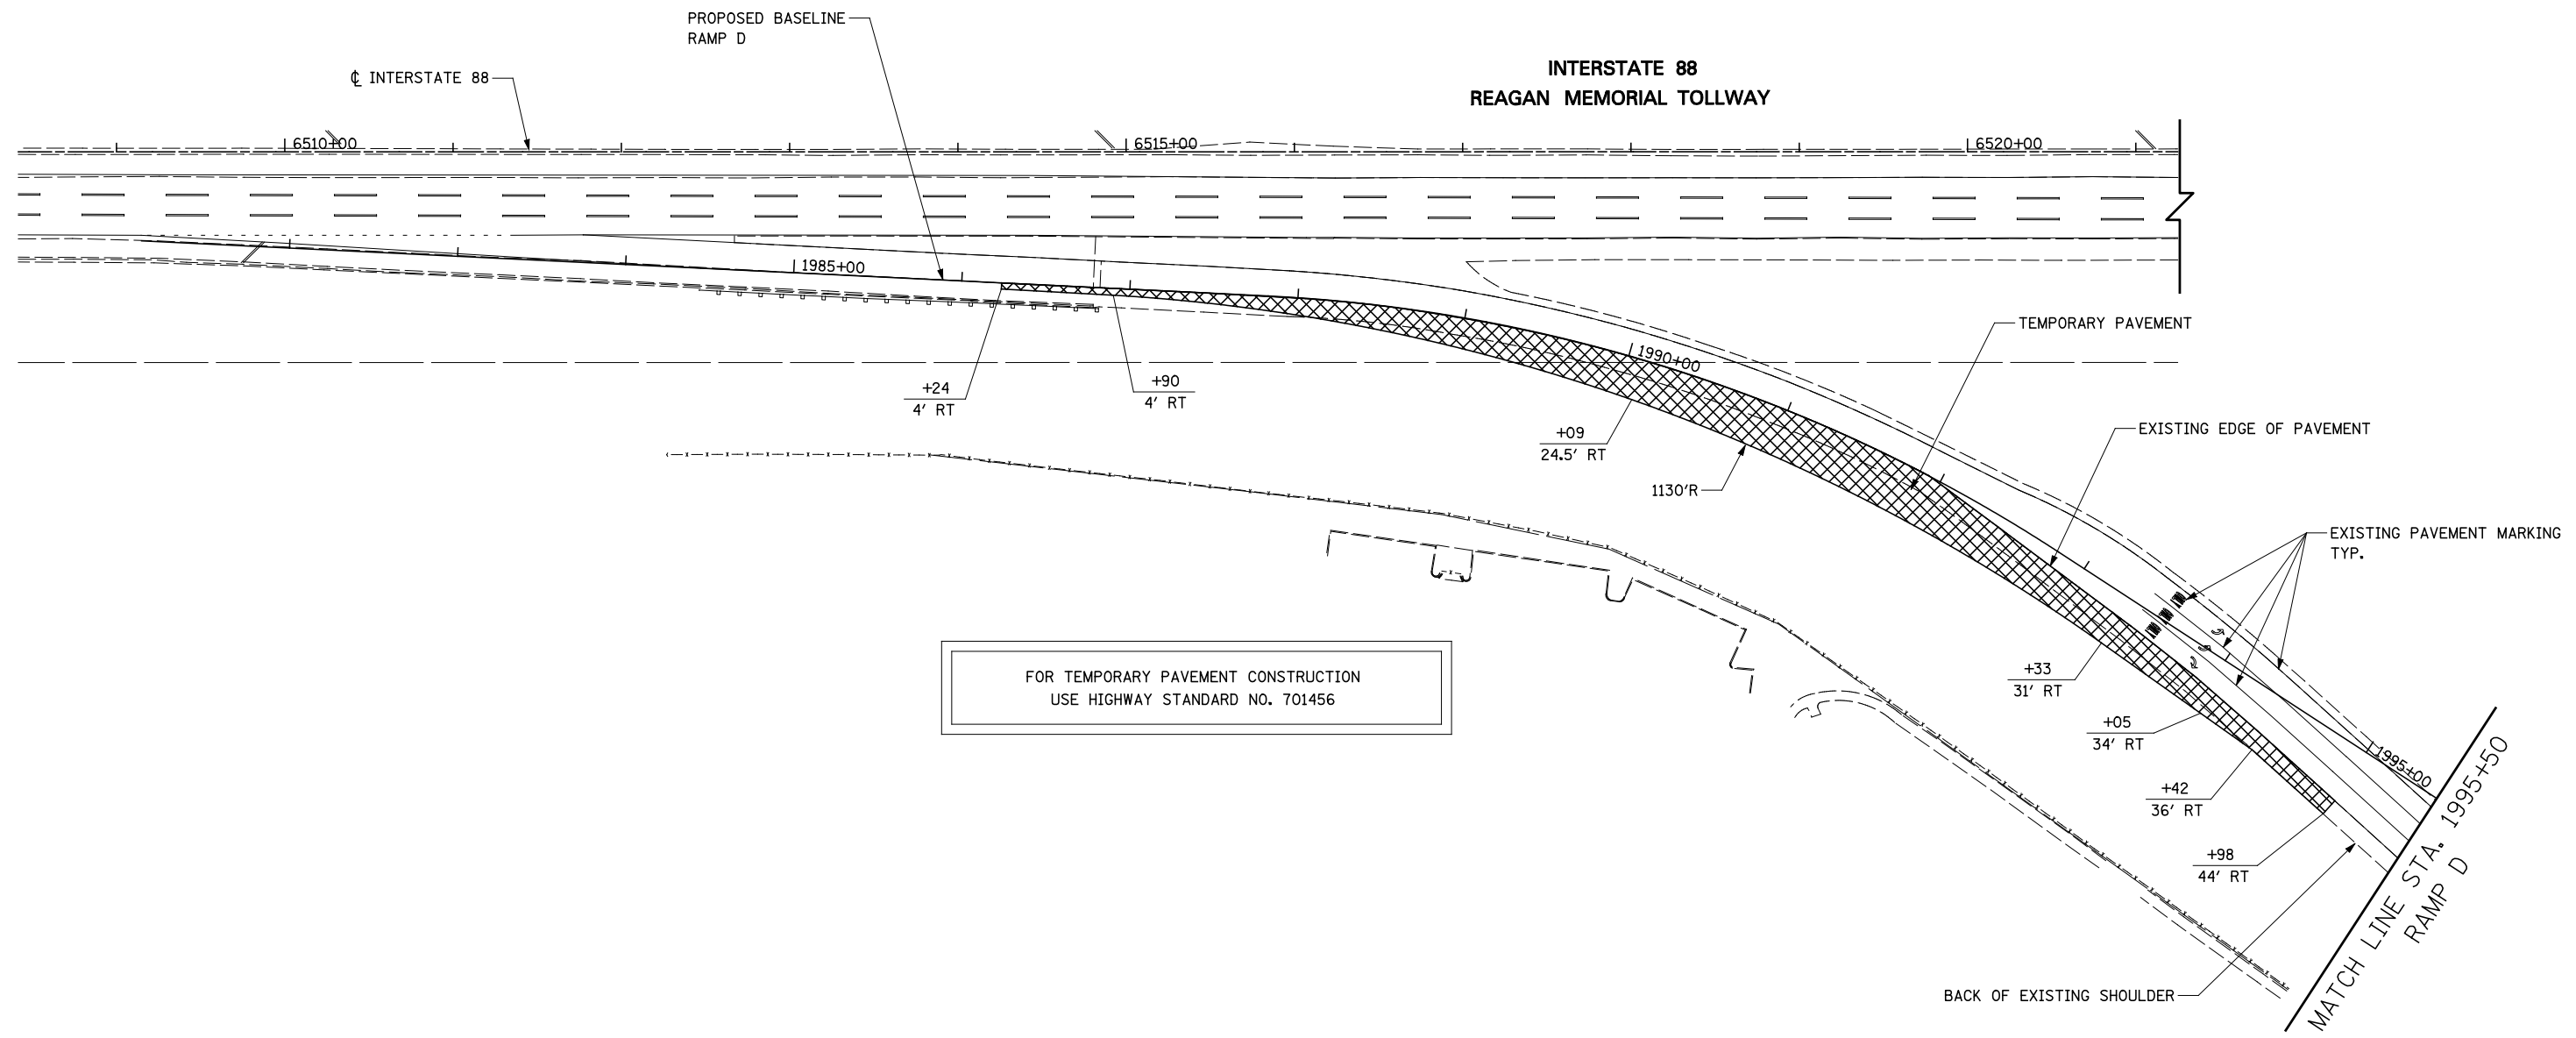 PROPOSED BASELINE
RAMP D
℄ INTERSTATE 88
INTERSTATE 88
REAGAN MEMORIAL TOLLWAY
6510+00
6515+00
6520+00
1985+00
TEMPORARY PAVEMENT
1990+00
+24
4' RT
+90
4' RT
+09
24.5' RT
EXISTING EDGE OF PAVEMENT
1130'R
EXISTING PAVEMENT MARKING
TYP.
FOR TEMPORARY PAVEMENT CONSTRUCTION
USE HIGHWAY STANDARD NO. 701456
+33
31' RT
+05
34' RT
+42
36' RT
+98
44' RT
1995+00
MATCH LINE STA. 1995+50
RAMP D
BACK OF EXISTING SHOULDER